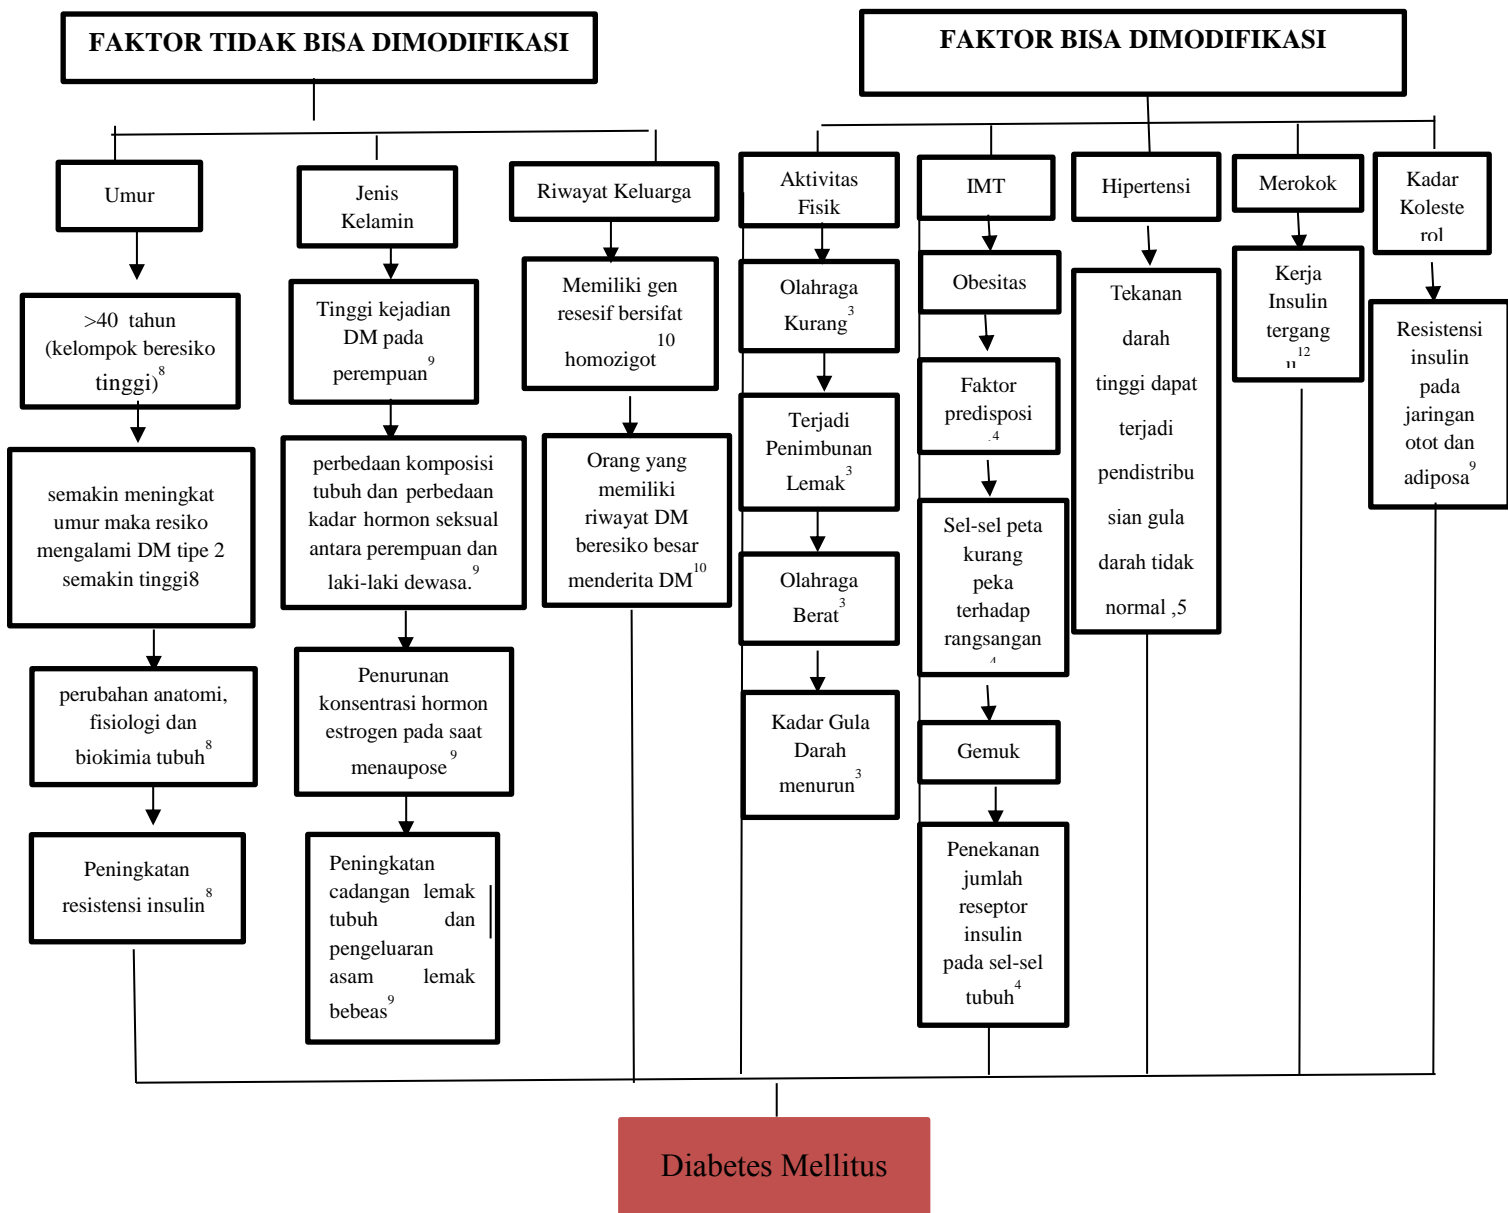 FAKTOR TIDAK BISA DIMODIFIKASI
Umur
>40 tahun
(kelompok beresiko
tinggi)8
semakin meningkat
umur maka resiko
mengalami DM tipe 2
semakin tinggi8
perubahan anatomi,
fisiologi dan
biokimia tubuh8
Peningkatan
resistensi insulin8
Jenis
Kelamin
Tinggi kejadian
DM pada
perempuan9
perbedaan komposisi
tubuh dan perbedaan
kadar hormon seksual
antara perempuan dan
laki-laki dewasa.9
Penurunan
konsentrasi hormon
estrogen pada saat
menaupose9
Peningkatan
cadangan lemak
tubuh dan
pengeluaran
asam lemak
bebeas9
Riwayat Keluarga
Memiliki gen
resesif bersifat
homozigot10
Orang yang
memiliki
riwayat DM
beresiko besar
menderita DM10
FAKTOR BISA DIMODIFIKASI
Aktivitas
Fisik
Olahraga
Kurang3
Terjadi
Penimbunan
Lemak3
Olahraga
Berat3
Kadar Gula
Darah
menurun3
IMT
Obesitas
Faktor
predisposi
4
Sel-sel peta
kurang
peka
terhadap
rangsangan
4
Gemuk
Penekanan
jumlah
reseptor
insulin
pada sel-sel
tubuh4
Hipertensi
Tekanan
darah
tinggi dapat
terjadi
pendistribu
sian gula
darah tidak
normal ,5
Merokok
Kerja
Insulin
tergang
u12
Kadar
Koleste
rol
Resistensi
insulin
pada
jaringan
otot dan
adiposa9
Diabetes Mellitus